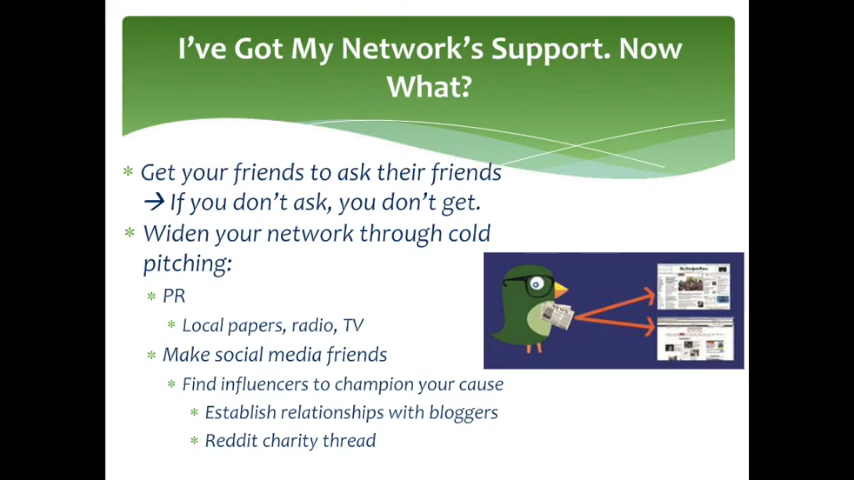 I've Got My Network's Support. Now
What?
* Get your friends to ask their friends
→ If you don't ask, you don't get.
* Widen your network through cold
pitching:
* PR
* Local papers, radio, TV
* Make social media friends
* Find influencers to champion your cause
* Establish relationships with bloggers
* Reddit charity thread